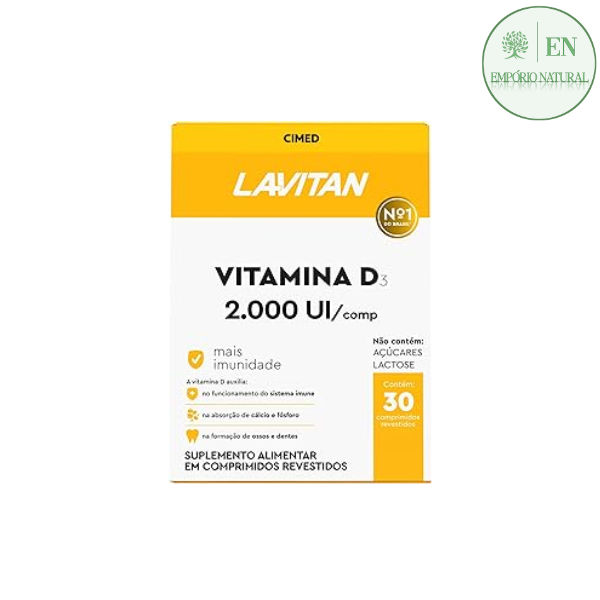 EN
EMPÓRIO NATURAL
CIMED
LAVITAN
Nº1
DO BRASIL
VITAMINA D3
2.000 UI/comp
Não contém:
AÇÚCARES
LACTOSE
mais
imunidade
A vitamina D auxilia:
no funcionamento do sistema imune
na absorção de cálcio e fósforo
na formação de ossos e dentes
Contém:
30
comprimidos
revestidos
SUPLEMENTO ALIMENTAR
EM COMPRIMIDOS REVESTIDOS